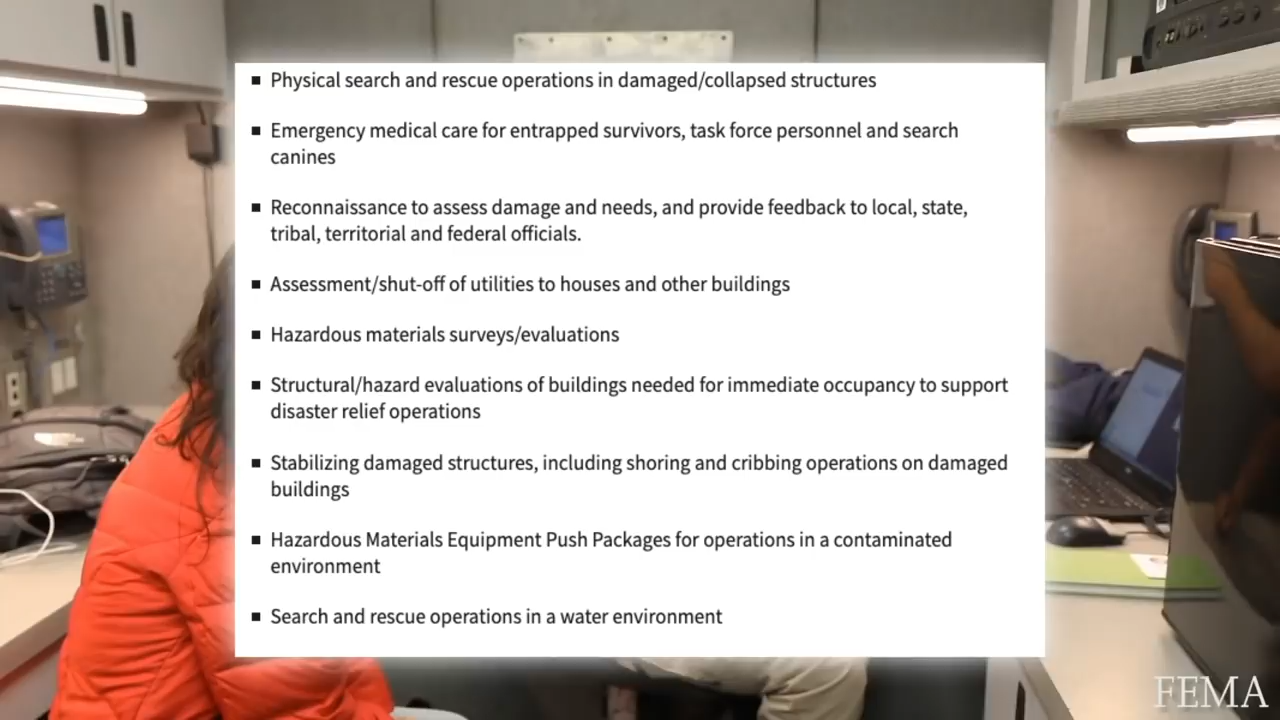 ▪ Physical search and rescue operations in damaged/collapsed structures
▪ Emergency medical care for entrapped survivors, task force personnel and search
canines
▪ Reconnaissance to assess damage and needs, and provide feedback to local, state,
tribal, territorial and federal officials.
▪ Assessment/shut-off of utilities to houses and other buildings
▪ Hazardous materials surveys/evaluations
▪ Structural/hazard evaluations of buildings needed for immediate occupancy to support
disaster relief operations
▪ Stabilizing damaged structures, including shoring and cribbing operations on damaged
buildings
▪ Hazardous Materials Equipment Push Packages for operations in a contaminated
environment
▪ Search and rescue operations in a water environment
FEMA